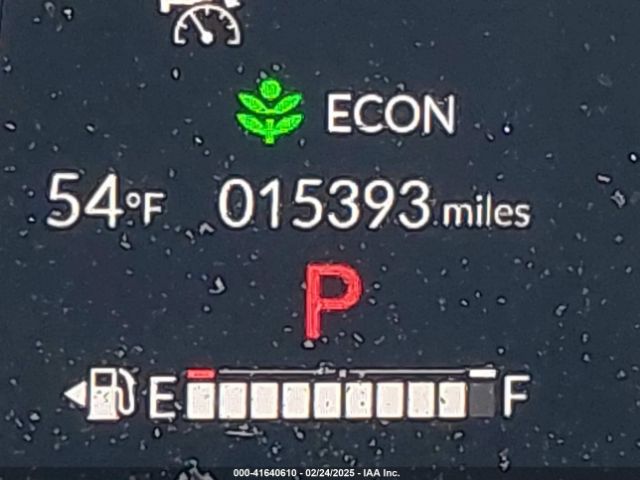 ECON
54°F 015393 miles
P
E F
000-41640610 - 02/24/2025 - IAA Inc.